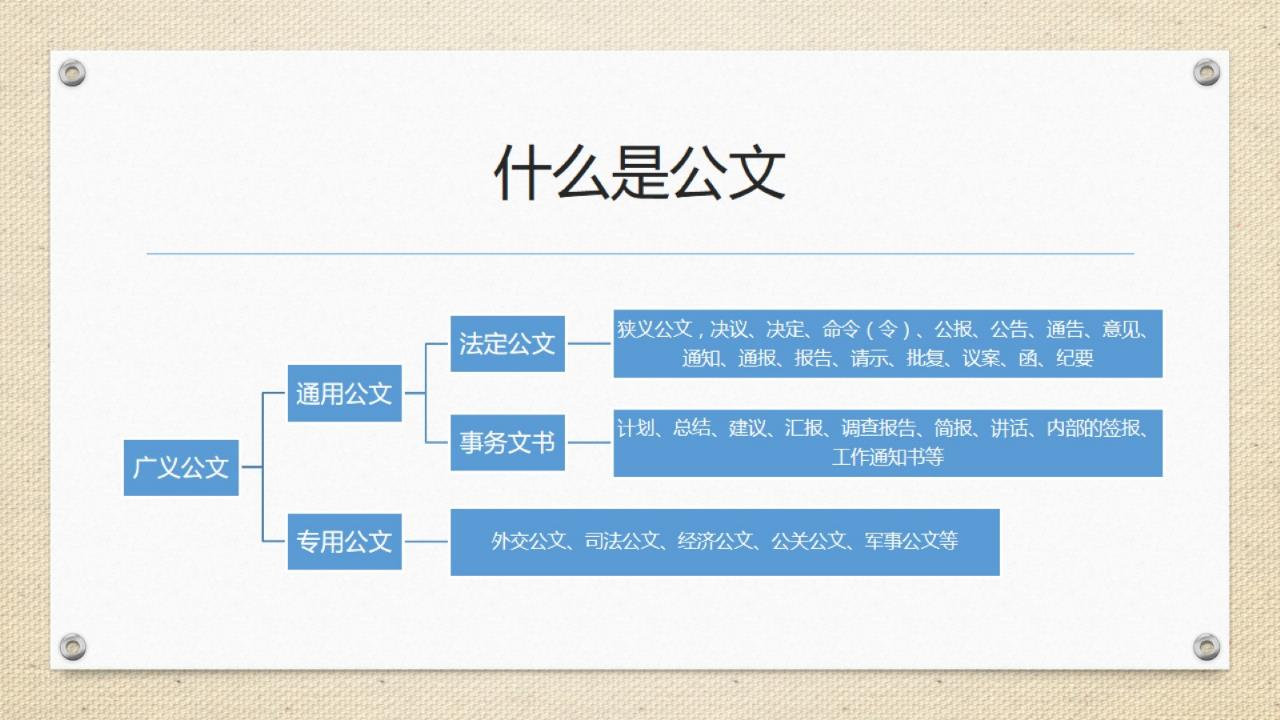 什么是公文
广义公文
通用公文
法定公文
狭义公文，决议、决定、命令（令）、公报、公告、通告、意见、
通知、通报、报告、请示、批复、议案、函、纪要
事务文书
计划、总结、建议、汇报、调查报告、简报、讲话、内部的签报、
工作通知书等
专用公文
外交公文、司法公文、经济公文、公关公文、军事公文等